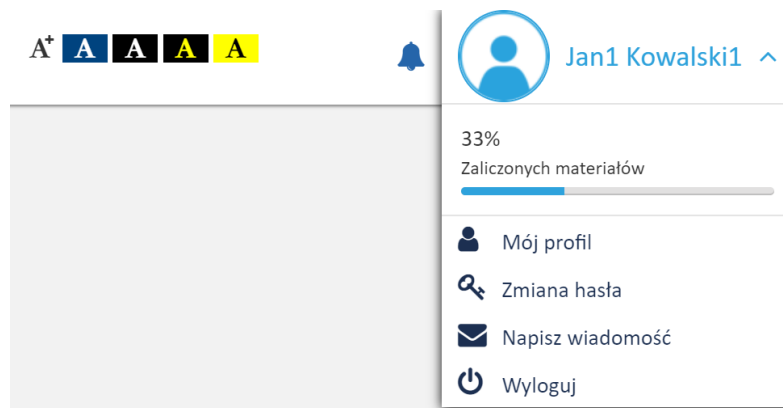 A+ A A A A
Jan1 Kowalski1
33%
Zaliczonych materiałów
Mój profil
Zmiana hasła
Napisz wiadomość
Wyloguj